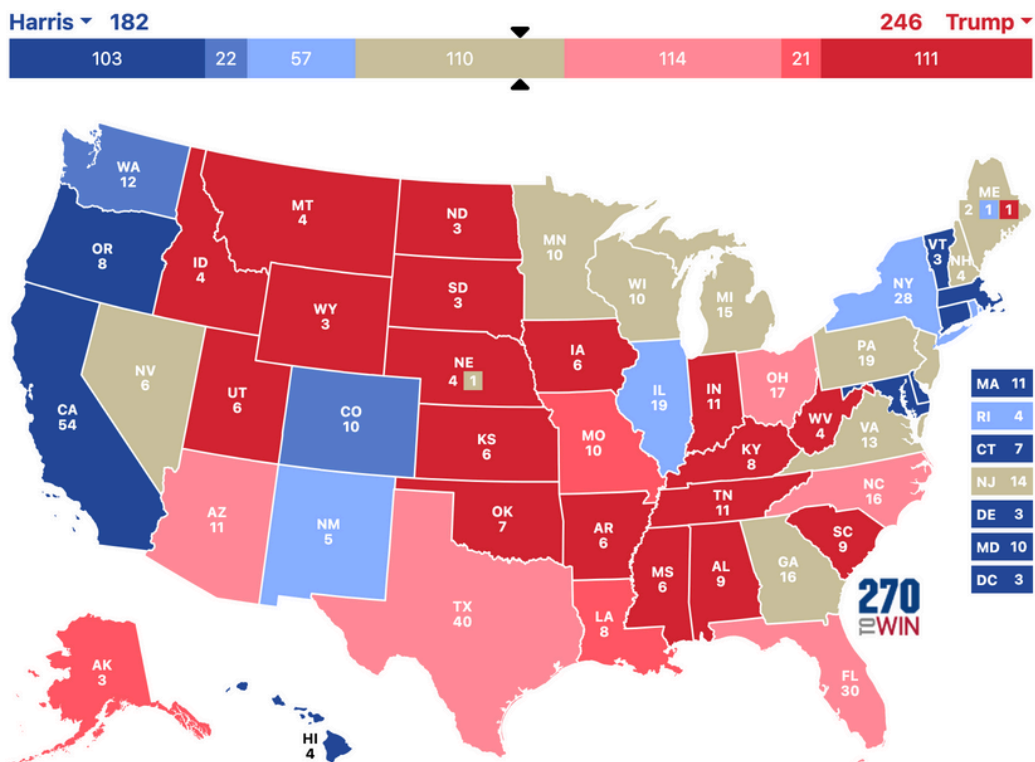 Harris 182
246 Trump
103 22 57 110 114 21 111
WA
12
OR
8
CA
54
NV
6
ID
4
MT
4
WY
3
UT
6
AZ
11
CO
10
NM
5
ND
3
SD
3
NE
4 1
KS
6
OK
7
TX
40
MN
10
IA
6
MO
10
AR
6
LA
8
WI
10
IL
19
MI
15
IN
11
OH
17
KY
8
TN
11
MS
6
AL
9
GA
16
FL
30
SC
9
NC
16
VA
13
WV
4
PA
19
NY
28
VT
3
NH
4
ME
2 1 1
MA 11
RI 4
CT 7
NJ 14
DE 3
MD 10
DC 3
AK
3
HI
4
270
TO WIN